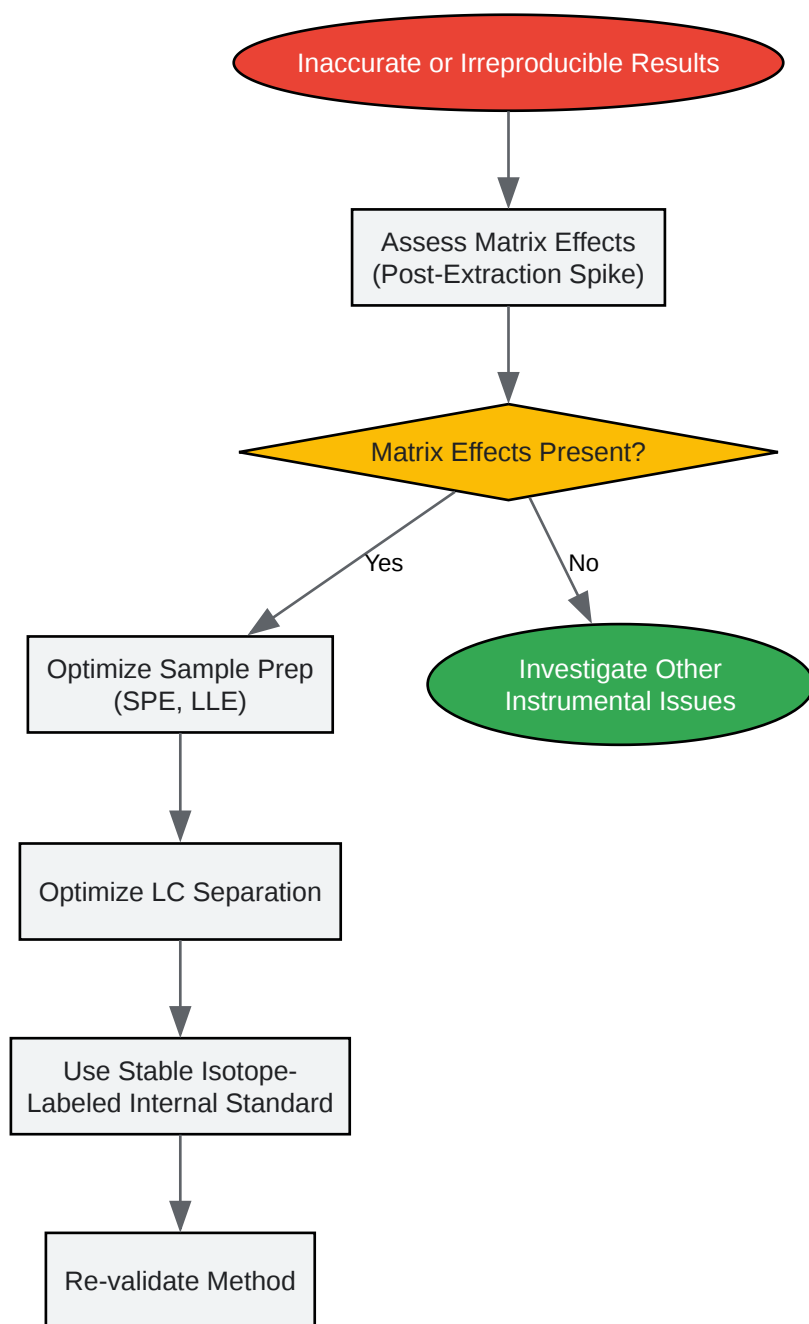 Inaccurate or Irreproducible Results
Assess Matrix Effects
(Post-Extraction Spike)
Matrix Effects Present?
Yes
No
Optimize Sample Prep
(SPE, LLE)
Investigate Other
Instrumental Issues
Optimize LC Separation
Use Stable Isotope-
Labeled Internal Standard
Re-validate Method